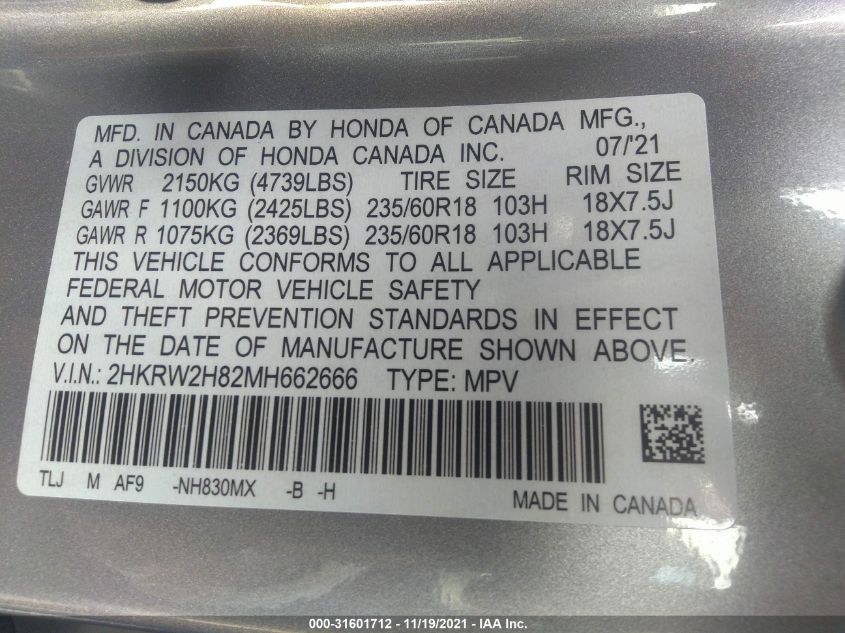 MFD. IN CANADA BY HONDA OF CANADA MFG.,
A DIVISION OF HONDA CANADA INC. 07/'21
GVWR 2150KG (4739LBS) TIRE SIZE RIM SIZE
GAWR F 1100KG (2425LBS) 235/60R18 103H 18X7.5J
GAWR R 1075KG (2369LBS) 235/60R18 103H 18X7.5J
THIS VEHICLE CONFORMS TO ALL APPLICABLE
FEDERAL MOTOR VEHICLE SAFETY
AND THEFT PREVENTION STANDARDS IN EFFECT
ON THE DATE OF MANUFACTURE SHOWN ABOVE.
V.I.N.: 2HKRW2H82MH662666 TYPE: MPV
TLJ M AF9 -NH830MX -B -H
MADE IN CANADA
000-31601712 - 11/19/2021 - IAA Inc.